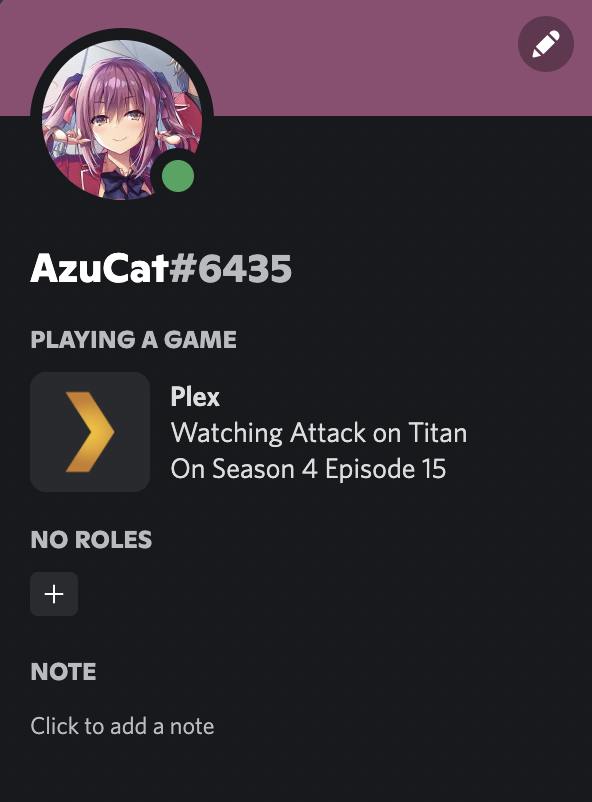 AzuCat#6435
PLAYING A GAME
Plex
Watching Attack on Titan
On Season 4 Episode 15
NO ROLES
+
NOTE
Click to add a note